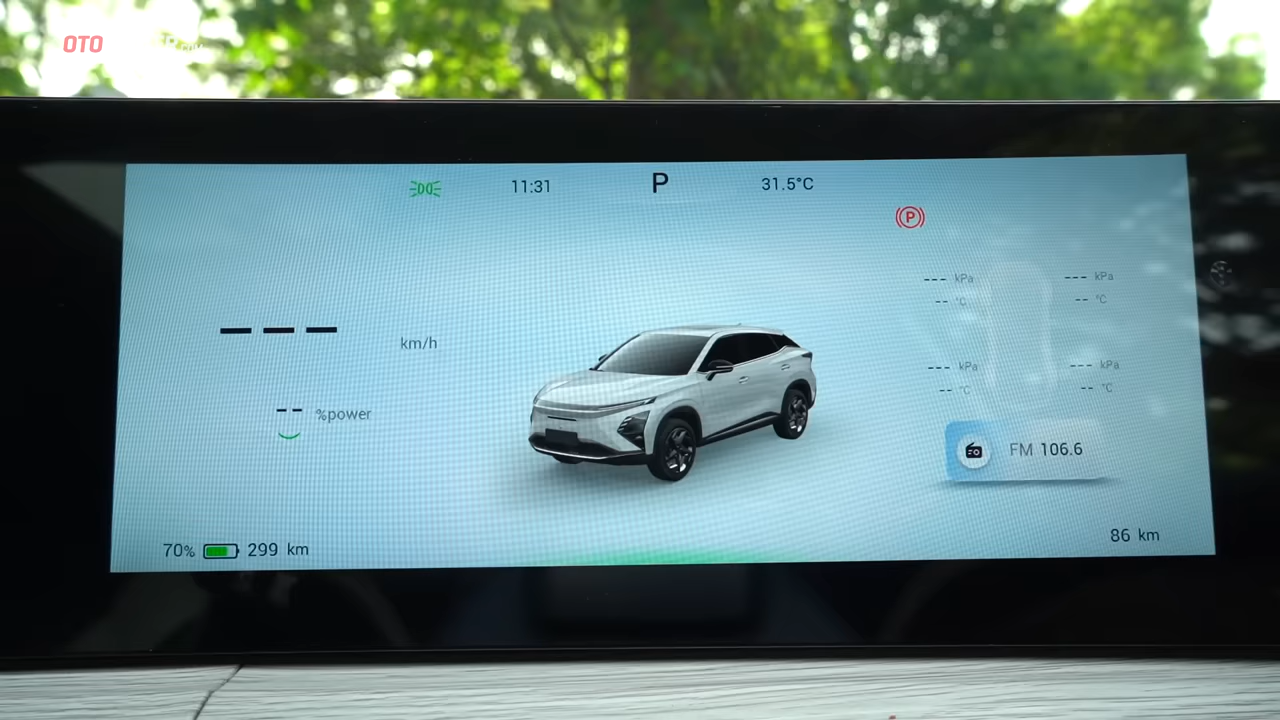 OTO
11:31
P
31.5°C
P
--- kPa
--- kPa
-- °C
-- °C
--- km/h
--- kPa
--- kPa
-- °C
-- °C
-- %power
FM 106.6
70%
299 km
86 km